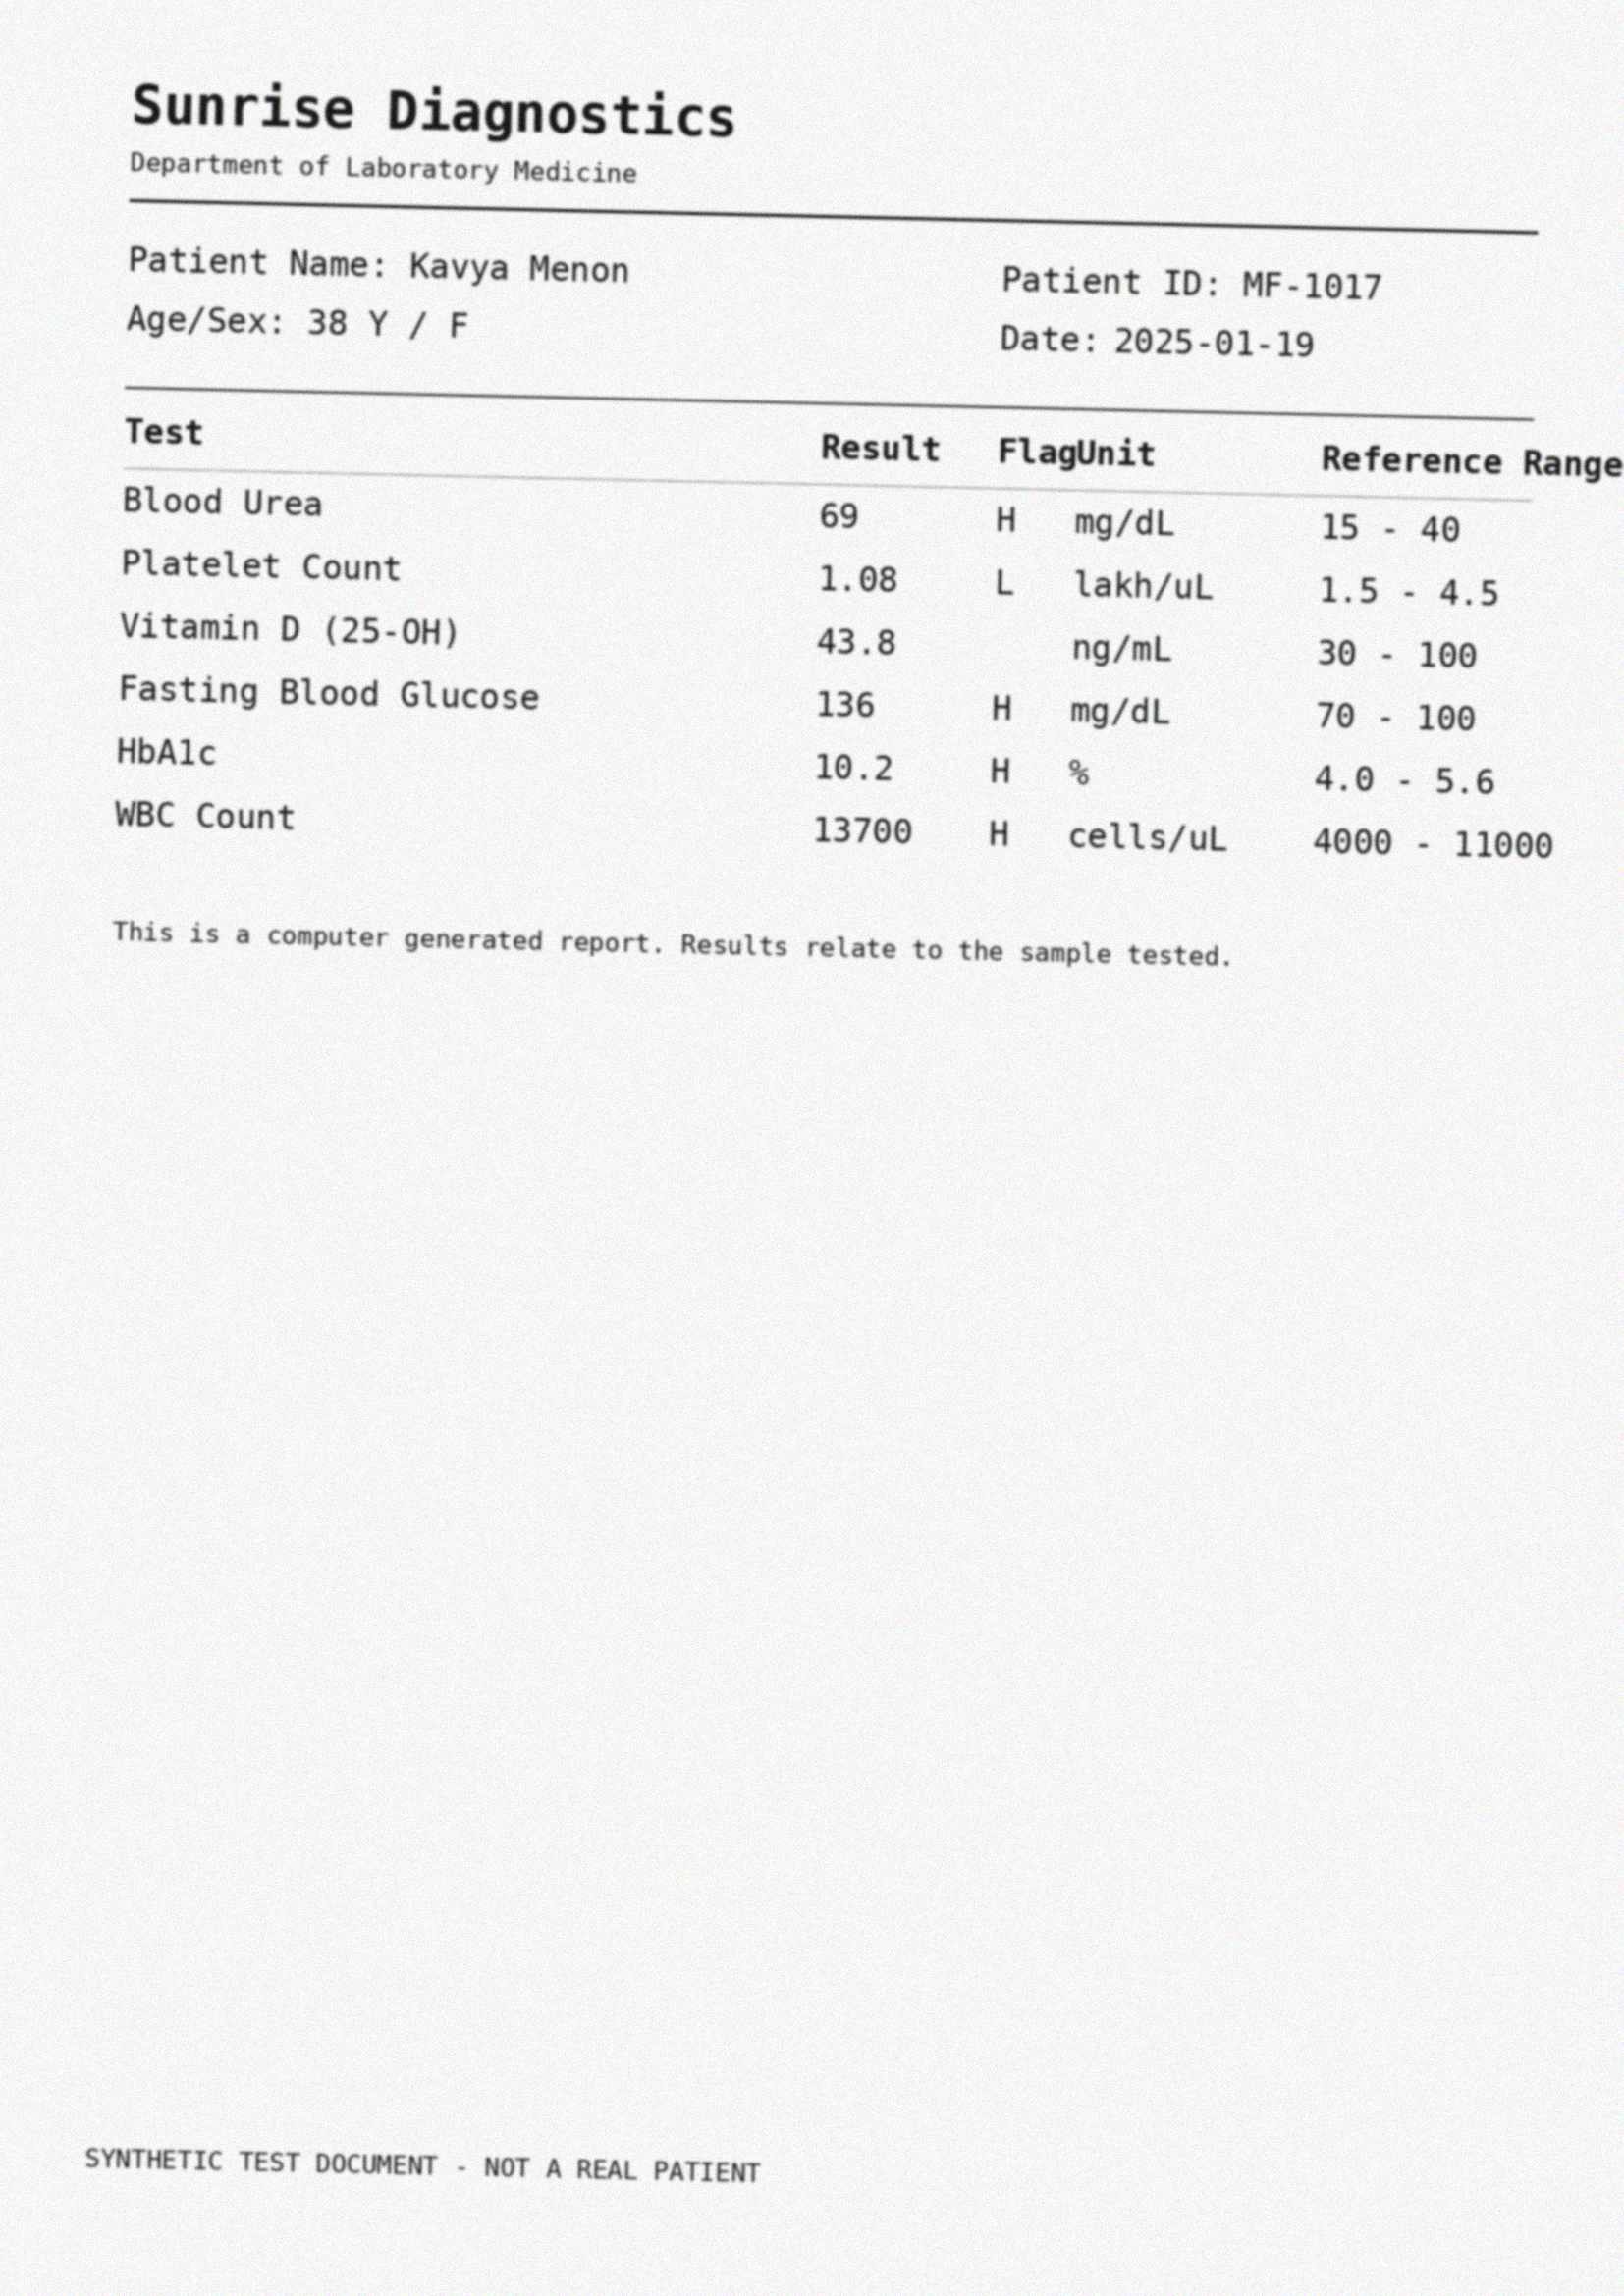 Sunrise Diagnostics
Department of Laboratory Medicine
Patient Name: Kavya Menon Patient ID: MF-1017
Age/Sex: 38 Y / F Date: 2025-01-19
Test Result Flag Unit Reference Range
Blood Urea 69 H mg/dL 15 - 40
Platelet Count 1.08 L lakh/uL 1.5 - 4.5
Vitamin D (25-OH) 43.8 ng/mL 30 - 100
Fasting Blood Glucose 136 H mg/dL 70 - 100
HbA1c 10.2 H % 4.0 - 5.6
WBC Count 13700 H cells/uL 4000 - 11000
This is a computer generated report. Results relate to the sample tested.
SYNTHETIC TEST DOCUMENT - NOT A REAL PATIENT